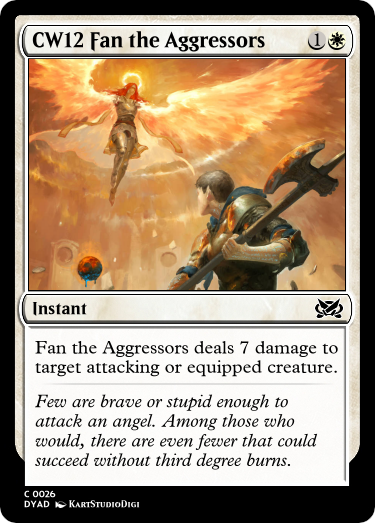 CW12 Fan the Aggressors 1
Instant
Fan the Aggressors deals 7 damage to
target attacking or equipped creature.
Few are brave or stupid enough to
attack an angel. Among those who
would, there are even fewer that could
succeed without third degree burns.
C 0026
DYAD KartStudioDigi